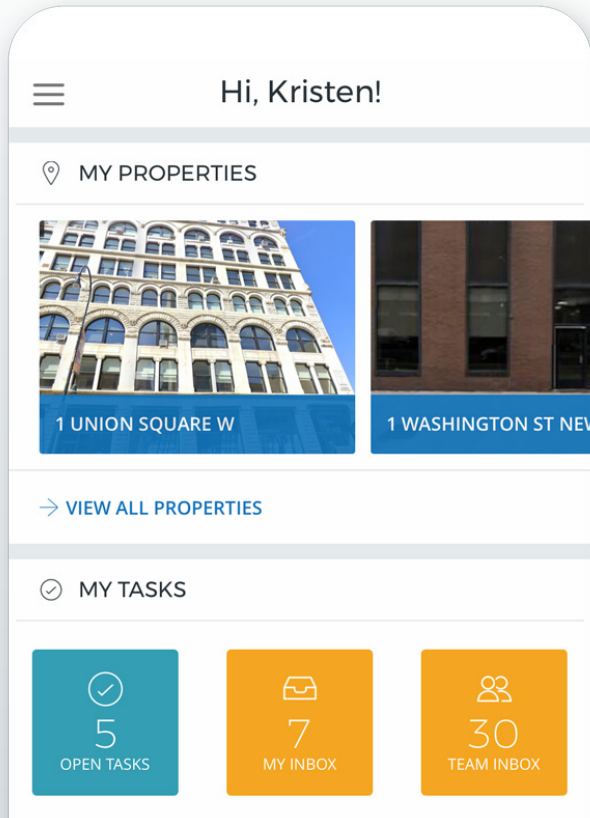 Hi, Kristen!
MY PROPERTIES
1 UNION SQUARE W
1 WASHINGTON ST
VIEW ALL PROPERTIES
MY TASKS
5
OPEN TASKS
7
MY INBOX
30
TEAM INBOX